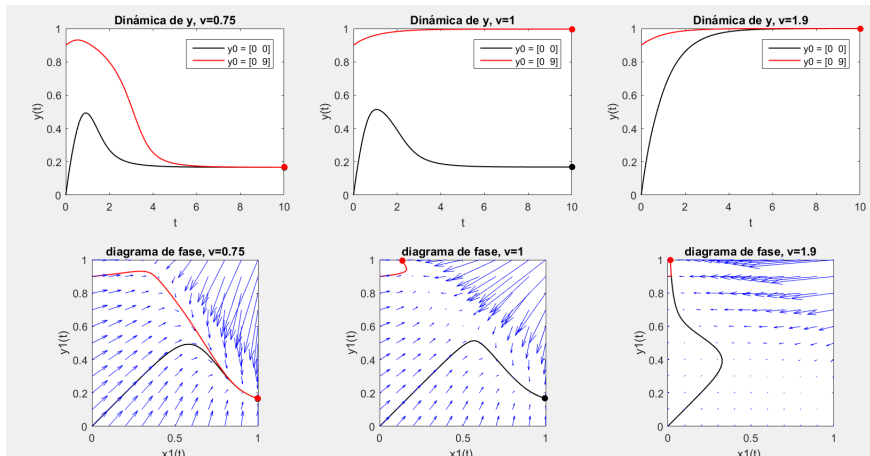 Dinámica de y, v=0.75
1
0.8
0.6
0.4
0.2
0
y(t)
0 2 4 6 8 10
t
y0 = [0 0]
y0 = [0 9]
Dinámica de y, v=1
1
0.8
0.6
0.4
0.2
0
y(t)
0 2 4 6 8 10
t
y0 = [0 0]
y0 = [0 9]
Dinámica de y, v=1.9
1
0.8
0.6
0.4
0.2
0
y(t)
0 2 4 6 8 10
t
y0 = [0 0]
y0 = [0 9]
diagrama de fase, v=0.75
1
0.8
0.6
0.4
0.2
0
y1(t)
0 0.5 1
x1(t)
diagrama de fase, v=1
1
0.8
0.6
0.4
0.2
0
y1(t)
0 0.5 1
x1(t)
diagrama de fase, v=1.9
1
0.8
0.6
0.4
0.2
0
y1(t)
0 0.5 1
x1(t)